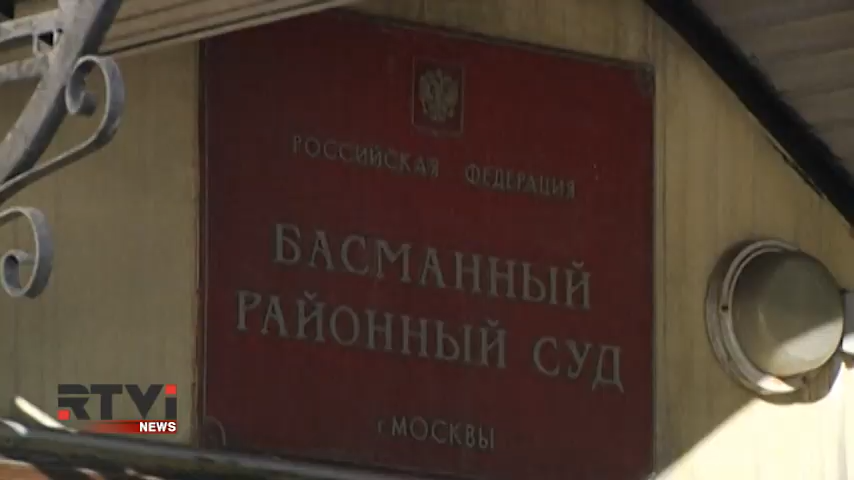 РОССИЙСКАЯ ФЕДЕРАЦИЯ
БАСМАННЫЙ
РАЙОННЫЙ СУД
г МОСКВЫ
RTVi
NEWS